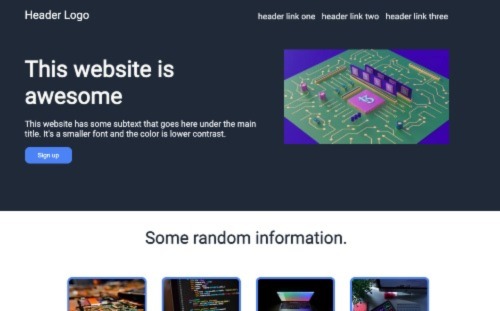 Header Logo
header link one header link two header link three
This website is
awesome
This website has some subtext that goes here under the main
title. It's a smaller font and the color is lower contrast.
Sign up
Some random information.